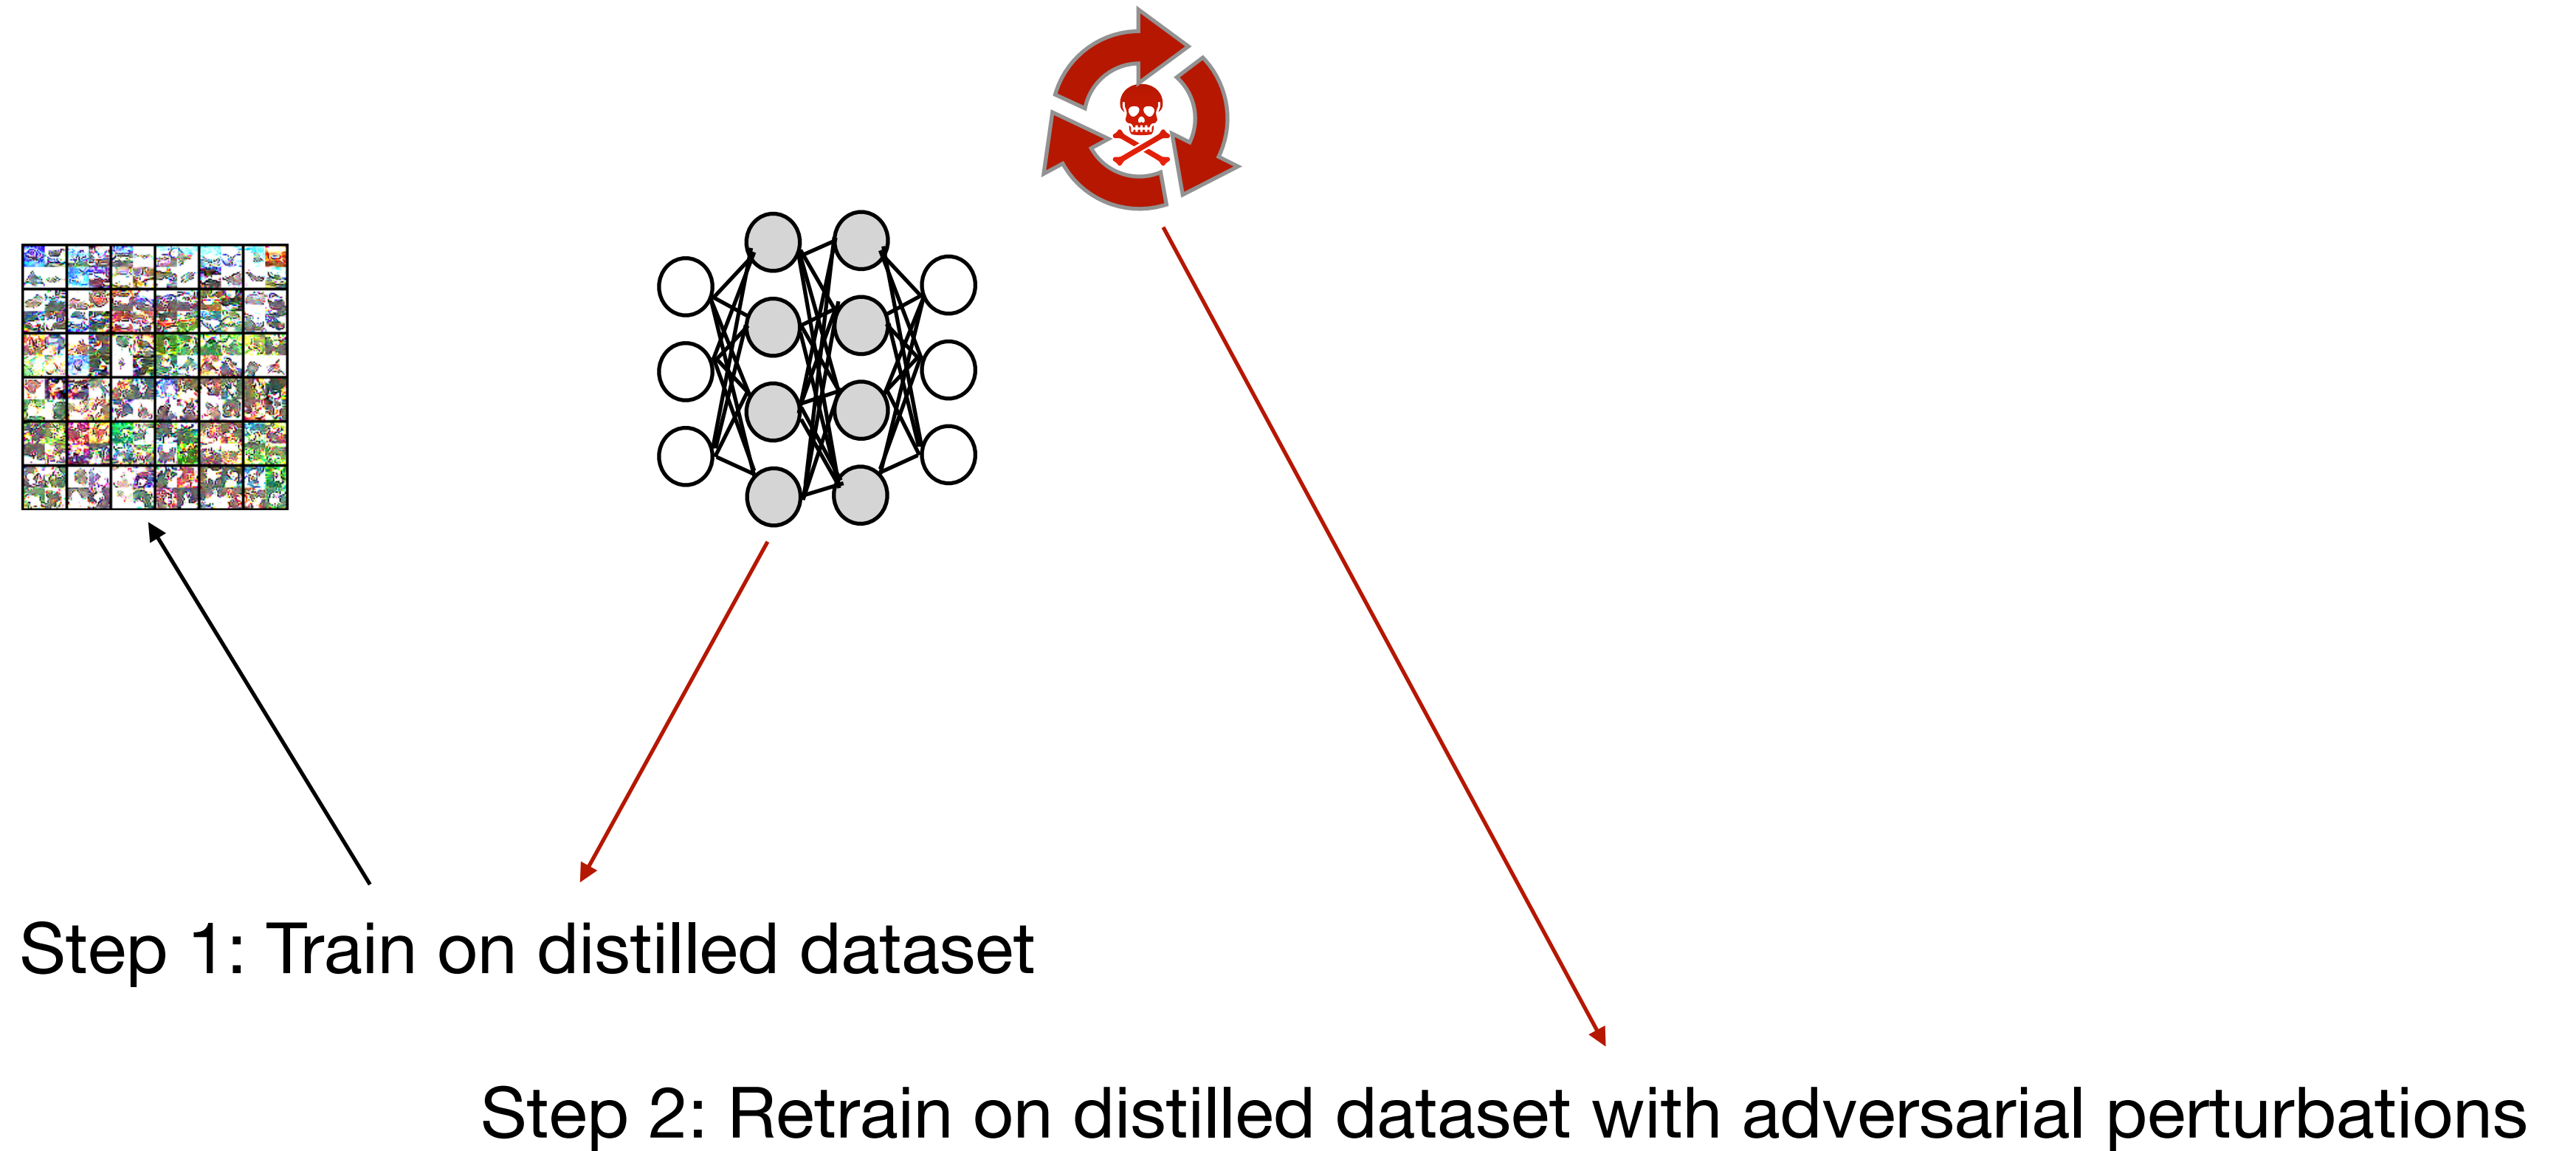 Step 1: Train on distilled dataset
Step 2: Retrain on distilled dataset with adversarial perturbations